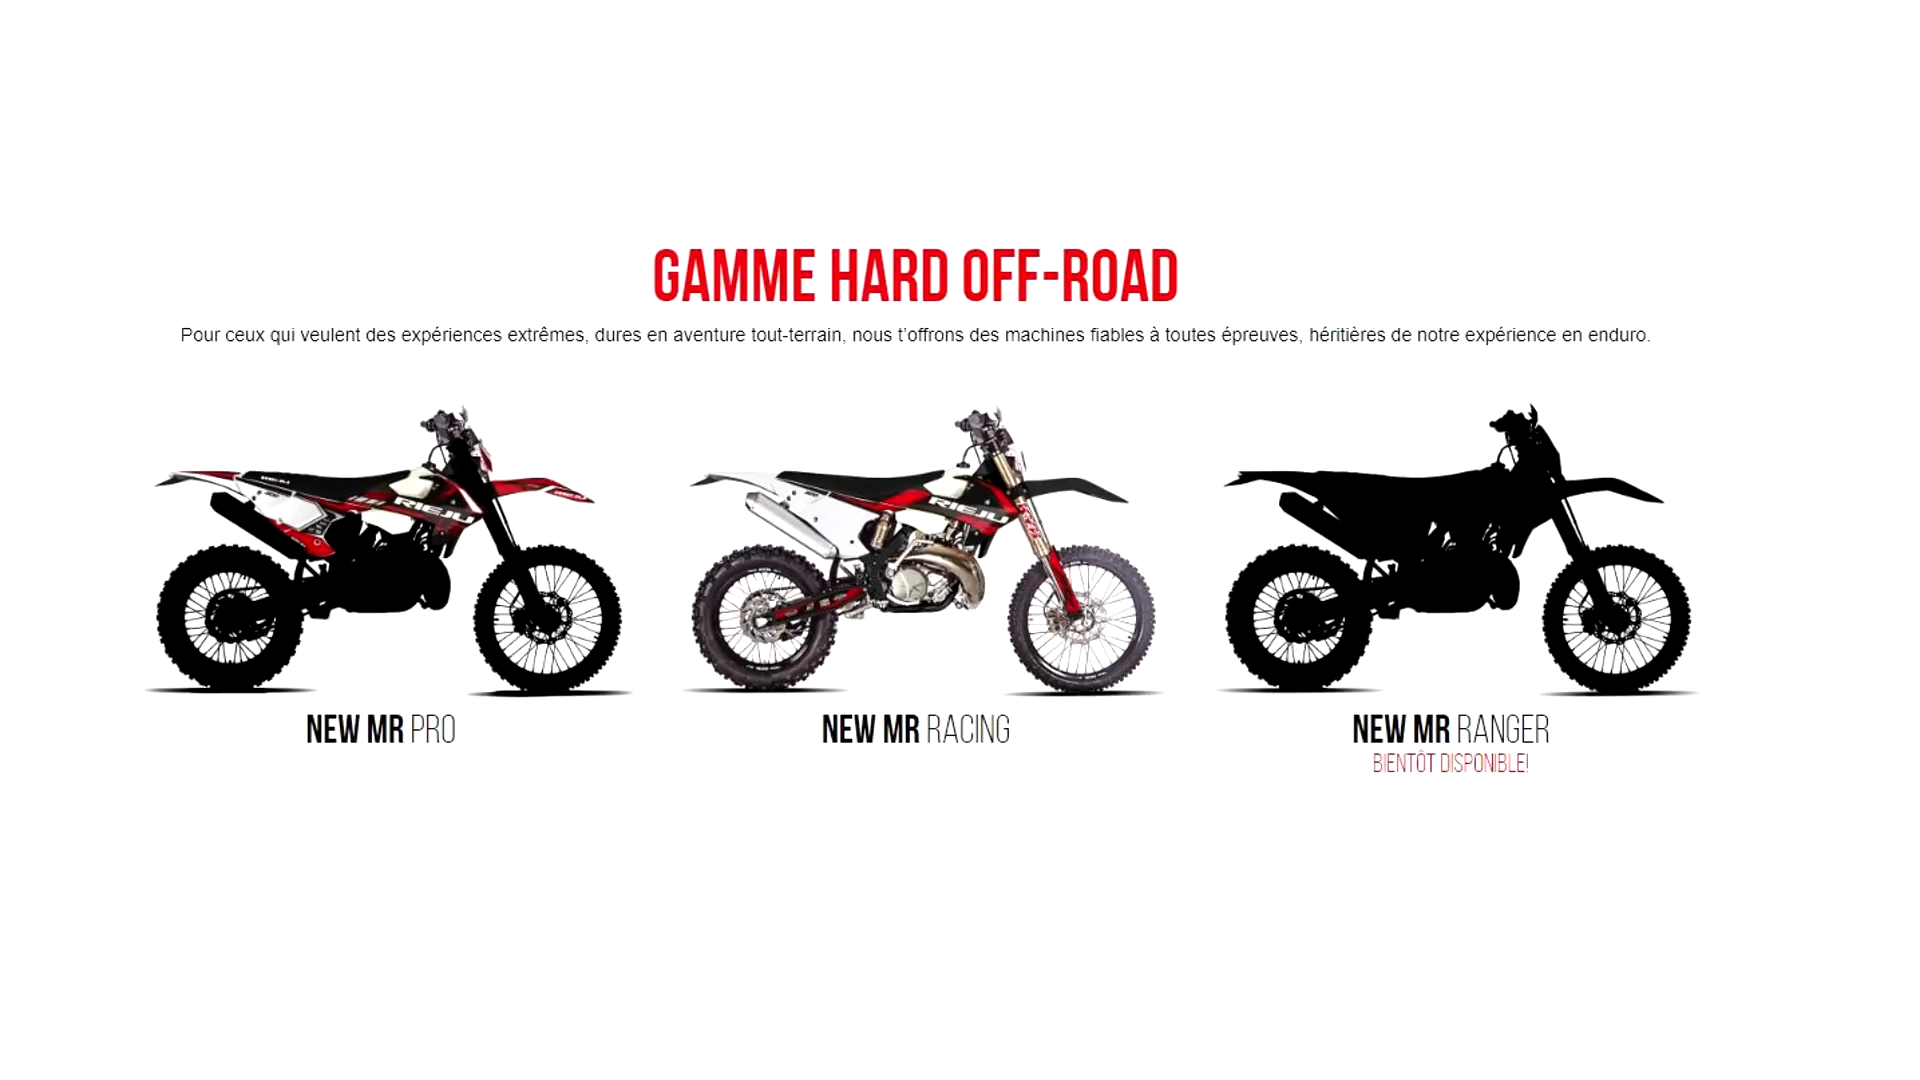 GAMME HARD OFF-ROAD
Pour ceux qui veulent des expériences extrêmes, dures en aventure tout-terrain, nous t'offrons des machines fiables à toutes épreuves, héritières de notre expérience en enduro.
RIEJU
RIEJU
NEW MR PRO
NEW MR RACING
NEW MR RANGER
BIENTÔT DISPONIBLE!